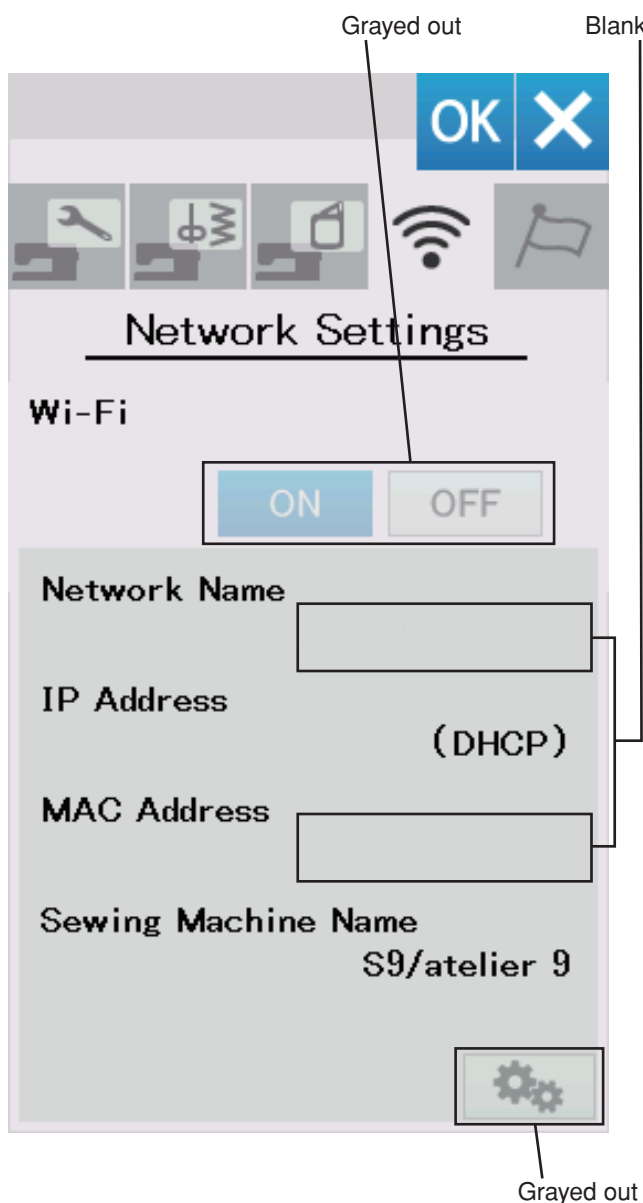 Grayed out
Blank
OK
Network Settings
Wi-Fi
ON OFF
Network Name
IP Address
(DHCP)
MAC Address
Sewing Machine Name
S9/atelier 9
Grayed out